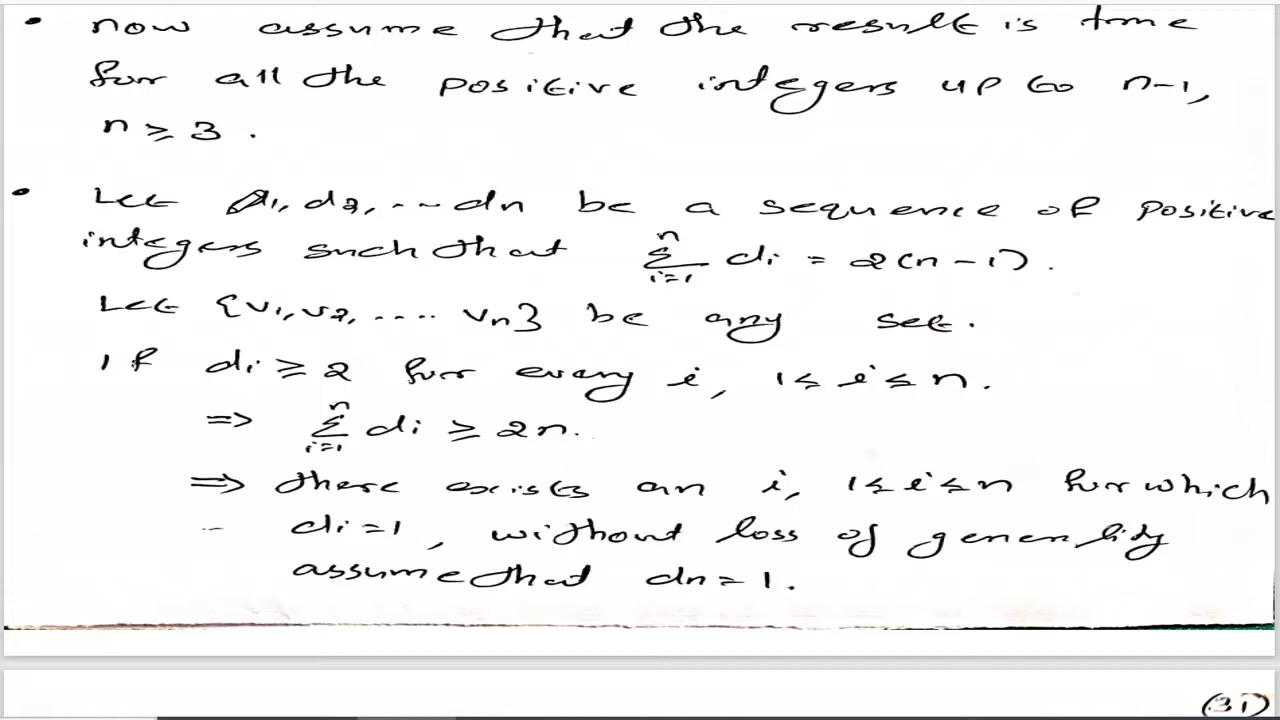 • now assume that the result is true
for all the positive integers up to n-1,
n ≥ 3.
• Let d1, d2, ... dn be a sequence of positive
integers such that n Σ i=1 di = 2(n-1).
Let {v1, v2, .... vn} be any set.
If di ≥ 2 for every i, 1 ≤ i ≤ n.
⇒ n Σ i=1 di ≥ 2n.
⇒ there exists an i, 1 ≤ i ≤ n for which
di = 1, without loss of generality
assume that dn = 1.
(31)